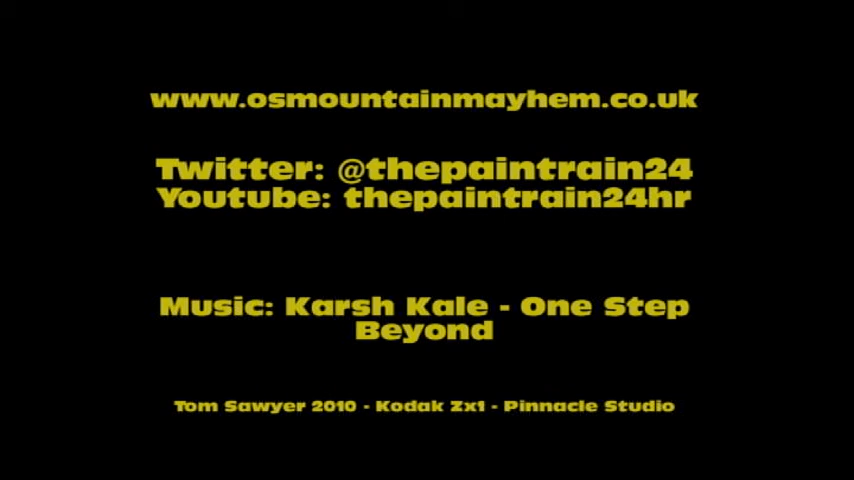 www.osmountainmayhem.co.uk
Twitter: @thepaintrain24
Youtube: thepaintrain24hr
Music: Karsh Kale - One Step
Beyond
Tom Sawyer 2010 - Kodak Zx1 - Pinnacle Studio